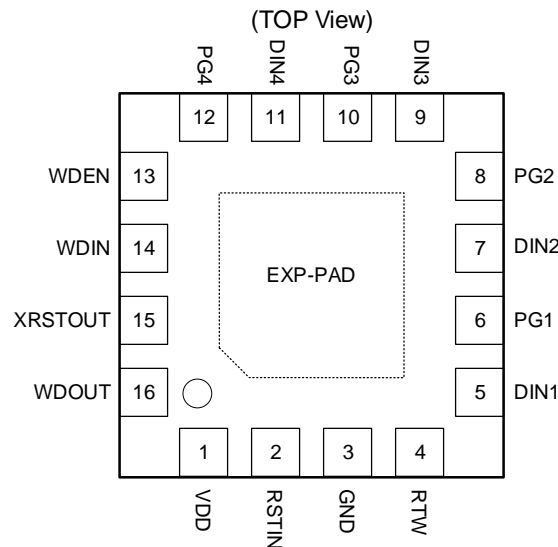 (TOP View)
PG4
DIN4
PG3
DIN3
12
11
10
9
WDEN
13
8
PG2
WDIN
14
7
DIN2
EXP-PAD
XRSTOUT
15
6
PG1
WDOUT
16
5
DIN1
1
2
3
4
VDD
RSTIN
GND
RTW